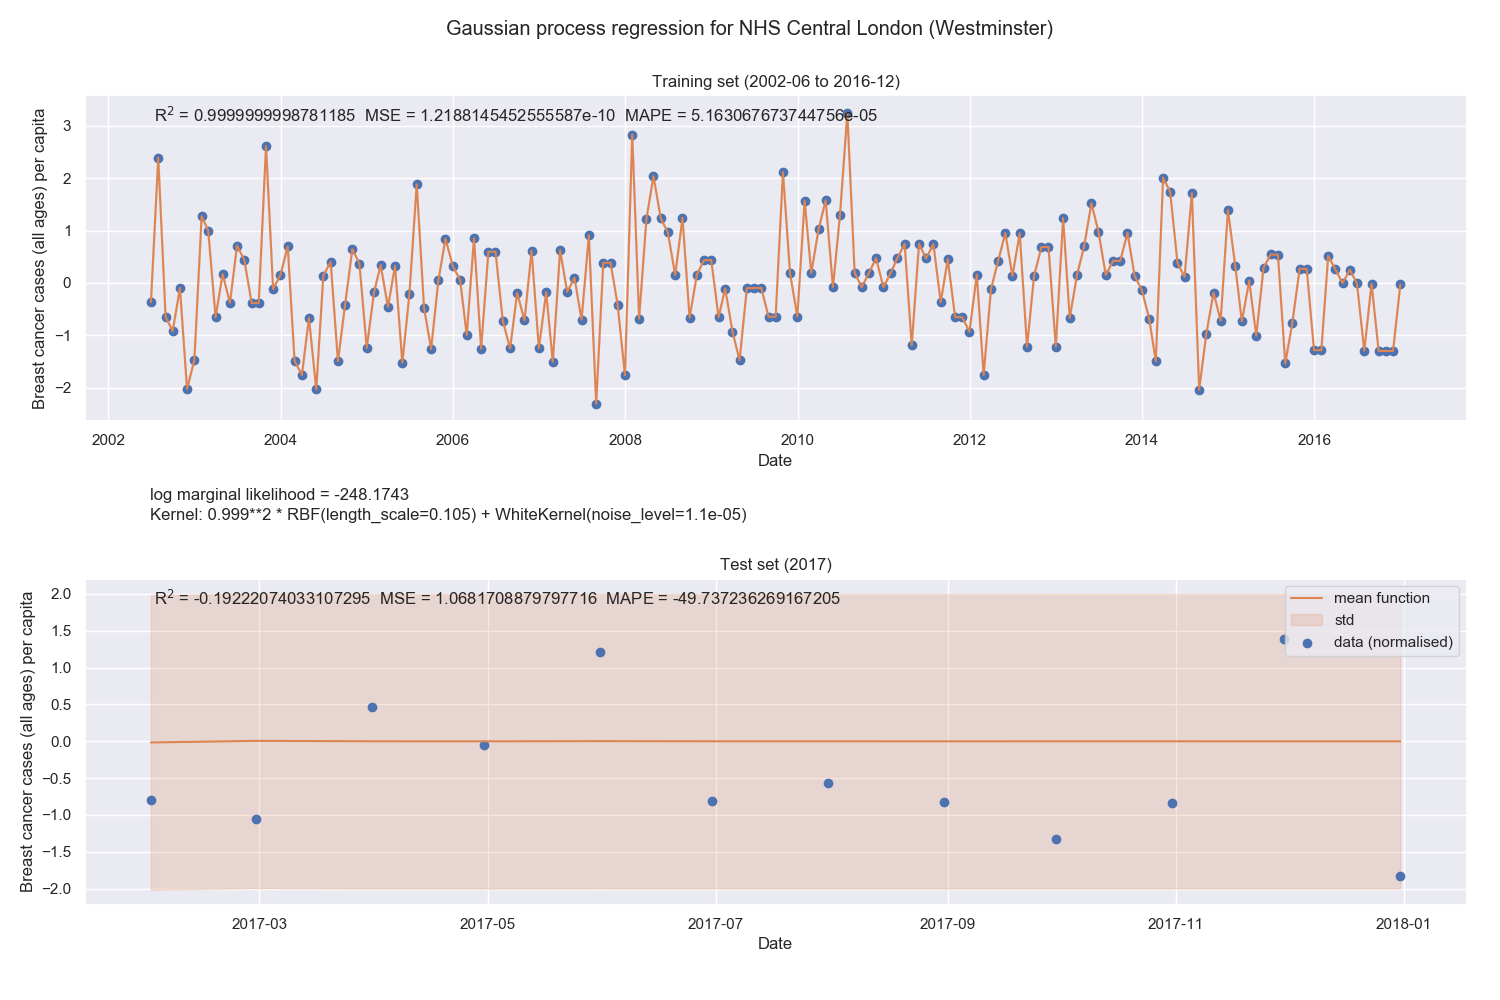 Gaussian process regression for NHS Central London (Westminster)
Training set (2002-06 to 2016-12)
R² = 0.9999999998781185 MSE = 1.2188145452555587e-10 MAPE = 5.163067673744756e-05
Breast cancer cases (all ages) per capita
3
2
1
0
−1
−2
2002 2004 2006 2008 2010 2012 2014 2016
Date
log marginal likelihood = -248.1743
Kernel: 0.999**2 * RBF(length_scale=0.105) + WhiteKernel(noise_level=1.1e-05)
Test set (2017)
R² = -0.19222074033107295 MSE = 1.0681708879797716 MAPE = -49.737236269167205
mean function
std
data (normalised)
Breast cancer cases (all ages) per capita
2.0
1.5
1.0
0.5
0.0
−0.5
−1.0
−1.5
−2.0
2017-03 2017-05 2017-07 2017-09 2017-11 2018-01
Date